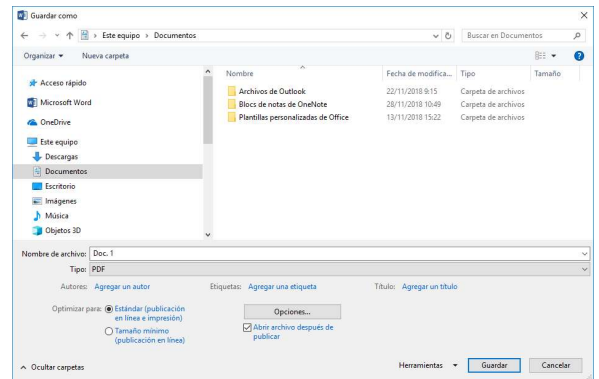 Guardar como
Este equipo > Documentos
Buscar en Documentos
Organizar
Nueva carpeta
Nombre
Fecha de modifica...
Tipo
Tamaño
Acceso rápido
Microsoft Word
OneDrive
Este equipo
Descargas
Documentos
Escritorio
Imágenes
Música
Objetos 3D
Archivos de Outlook 22/11/2018 9:15 Carpeta de archivos
Blocs de notas de OneNote 28/11/2018 10:49 Carpeta de archivos
Plantillas personalizadas de Office 13/11/2018 15:22 Carpeta de archivos
Nombre de archivo: Doc. 1
Tipo: PDF
Autores: Agregar un autor
Etiquetas: Agregar una etiqueta
Título: Agregar un título
Optimizar para:
Estándar (publicación
en línea e impresión)
Tamaño mínimo
(publicación en línea)
Opciones...
Abrir archivo después de
publicar
Ocultar carpetas
Herramientas
Guardar
Cancelar